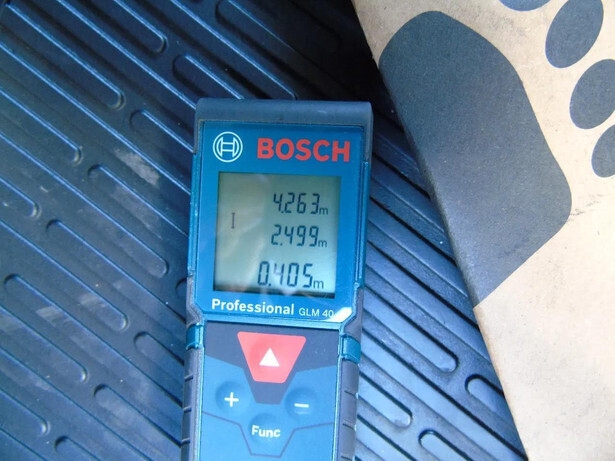 BOSCH
4.263m
2.499m
0.405m
Professional GLM 40
+
−
Func